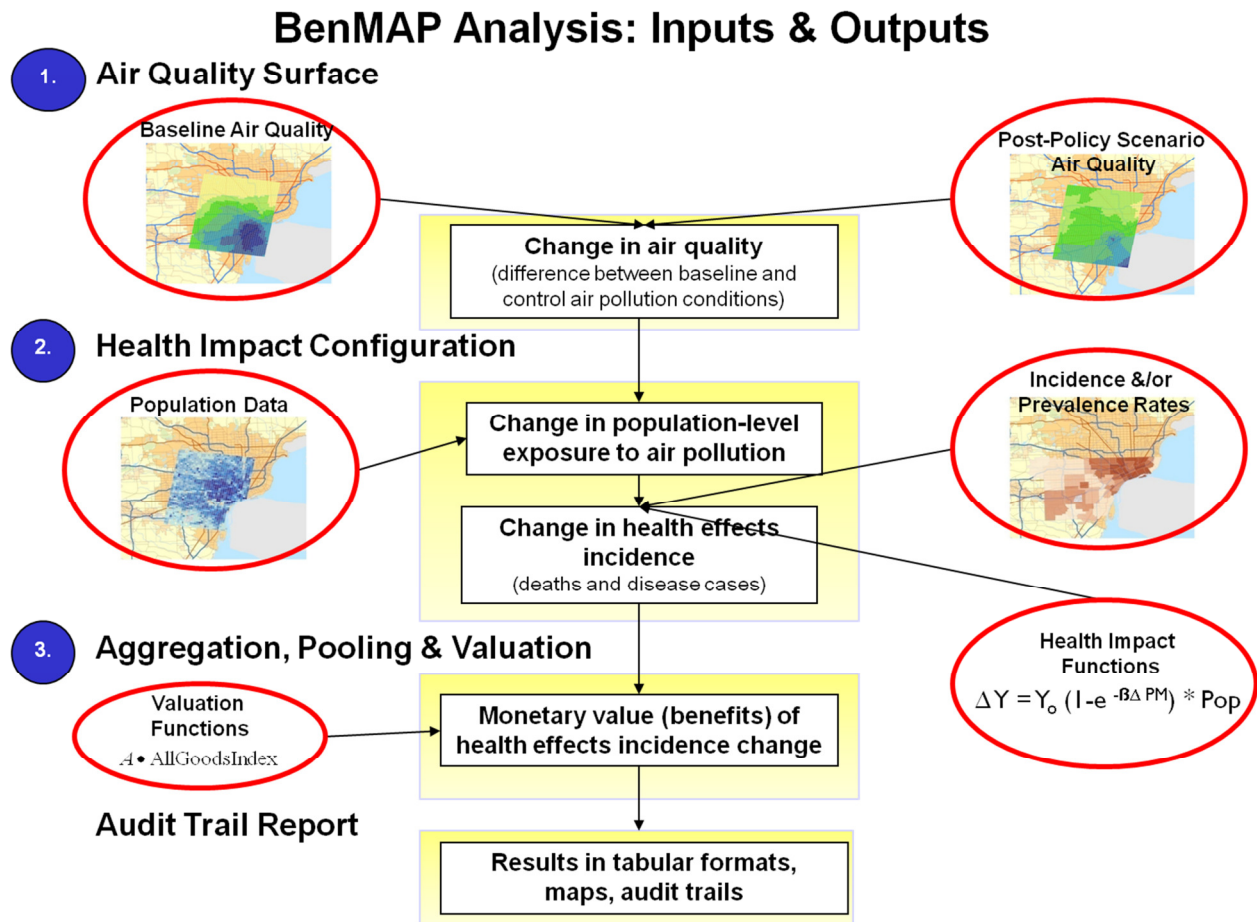 BenMAP Analysis: Inputs & Outputs
1.
Air Quality Surface
Baseline Air Quality
Post-Policy Scenario
Air Quality
Change in air quality
(difference between baseline and
control air pollution conditions)
2.
Health Impact Configuration
Population Data
Incidence &/or
Prevalence Rates
Change in population-level
exposure to air pollution
Change in health effects
incidence
(deaths and disease cases)
Health Impact
Functions
ΔY = Y₀ (1-e ^-ßΔ PM) * Pop
3.
Aggregation, Pooling & Valuation
Valuation
Functions
A • AllGoodsIndex
Monetary value (benefits) of
health effects incidence change
Audit Trail Report
Results in tabular formats,
maps, audit trails